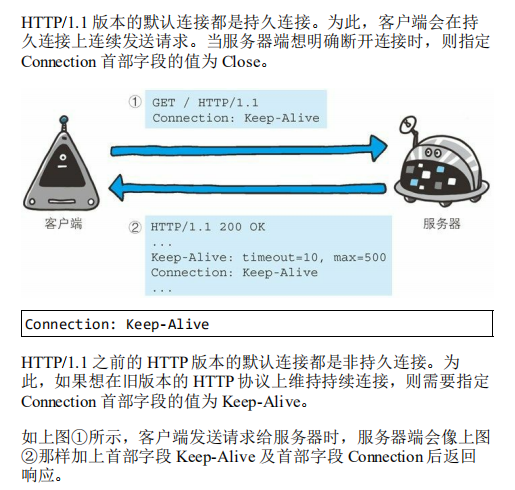 HTTP/1.1 版本的默认连接都是持久连接。为此，客户端会在持
久连接上连续发送请求。当服务器端想明确断开连接时，则指定
Connection 首部字段的值为 Close。
① GET / HTTP/1.1
Connection: Keep-Alive
客户端
服务器
② HTTP/1.1 200 OK
...
Keep-Alive: timeout=10, max=500
Connection: Keep-Alive
...
Connection: Keep-Alive
HTTP/1.1 之前的 HTTP 版本的默认连接都是非持久连接。为
此，如果想在旧版本的 HTTP 协议上维持持续连接，则需要指定
Connection 首部字段的值为 Keep-Alive。
如上图①所示，客户端发送请求给服务器时，服务器端会像上图
②那样加上首部字段 Keep-Alive 及首部字段 Connection 后返回
响应。